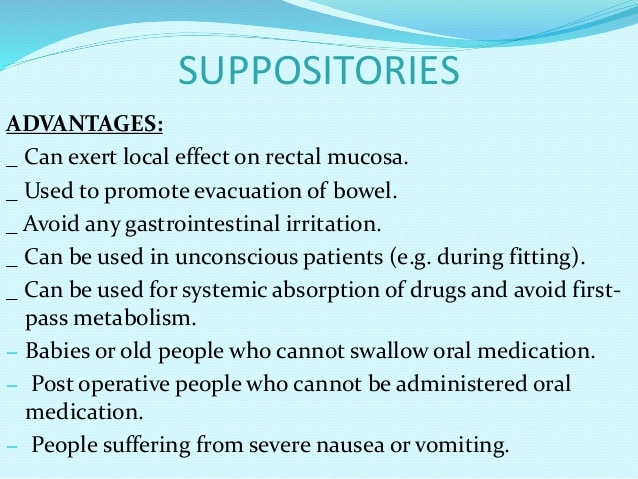 SUPPOSITORIES
ADVANTAGES:
_ Can exert local effect on rectal mucosa.
_ Used to promote evacuation of bowel.
_ Avoid any gastrointestinal irritation.
_ Can be used in unconscious patients (e.g. during fitting).
_ Can be used for systemic absorption of drugs and avoid first-
pass metabolism.
– Babies or old people who cannot swallow oral medication.
– Post operative people who cannot be administered oral
medication.
– People suffering from severe nausea or vomiting.